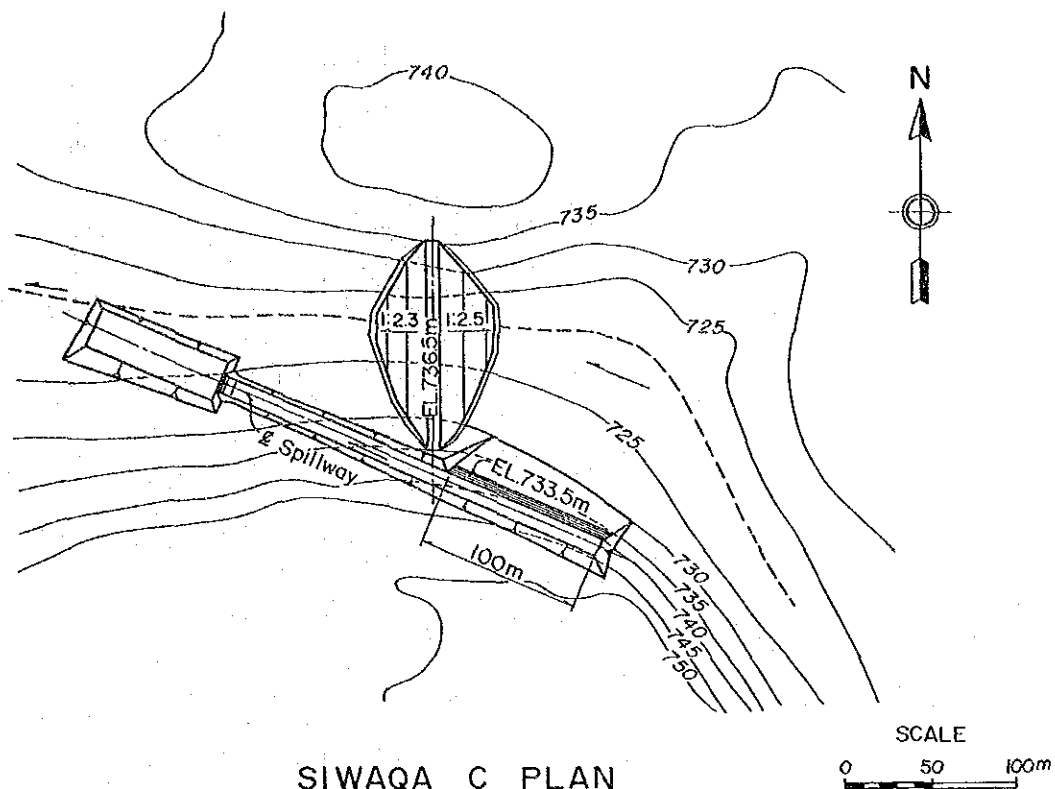 740
N
735
730
725
1:2.3
1:2.5
EL.736.5m
725
℄ Spillway
EL.733.5m
100m
730
735
740
745
750
SCALE
0 50 100m
SIWAQA C PLAN